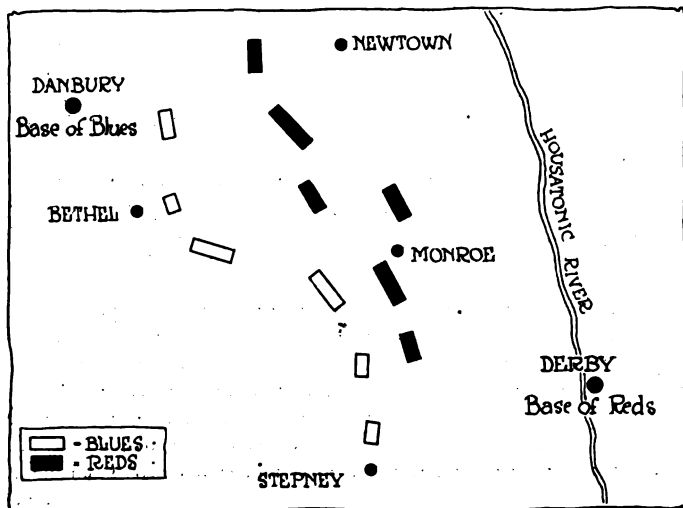 NEWTOWN
DANBURY
Base of Blues
HOUSATONIC RIVER
BETHEL
MONROE
DERBY
Base of Reds
- BLUES
- REDS
STEPNEY